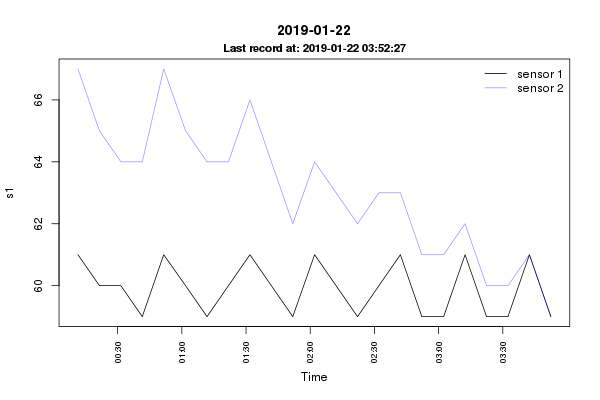 2019-01-22
Last record at: 2019-01-22 03:52:27
sensor 1
sensor 2
66
64
62
60
s1
00:30 01:00 01:30 02:00 02:30 03:00 03:30
Time